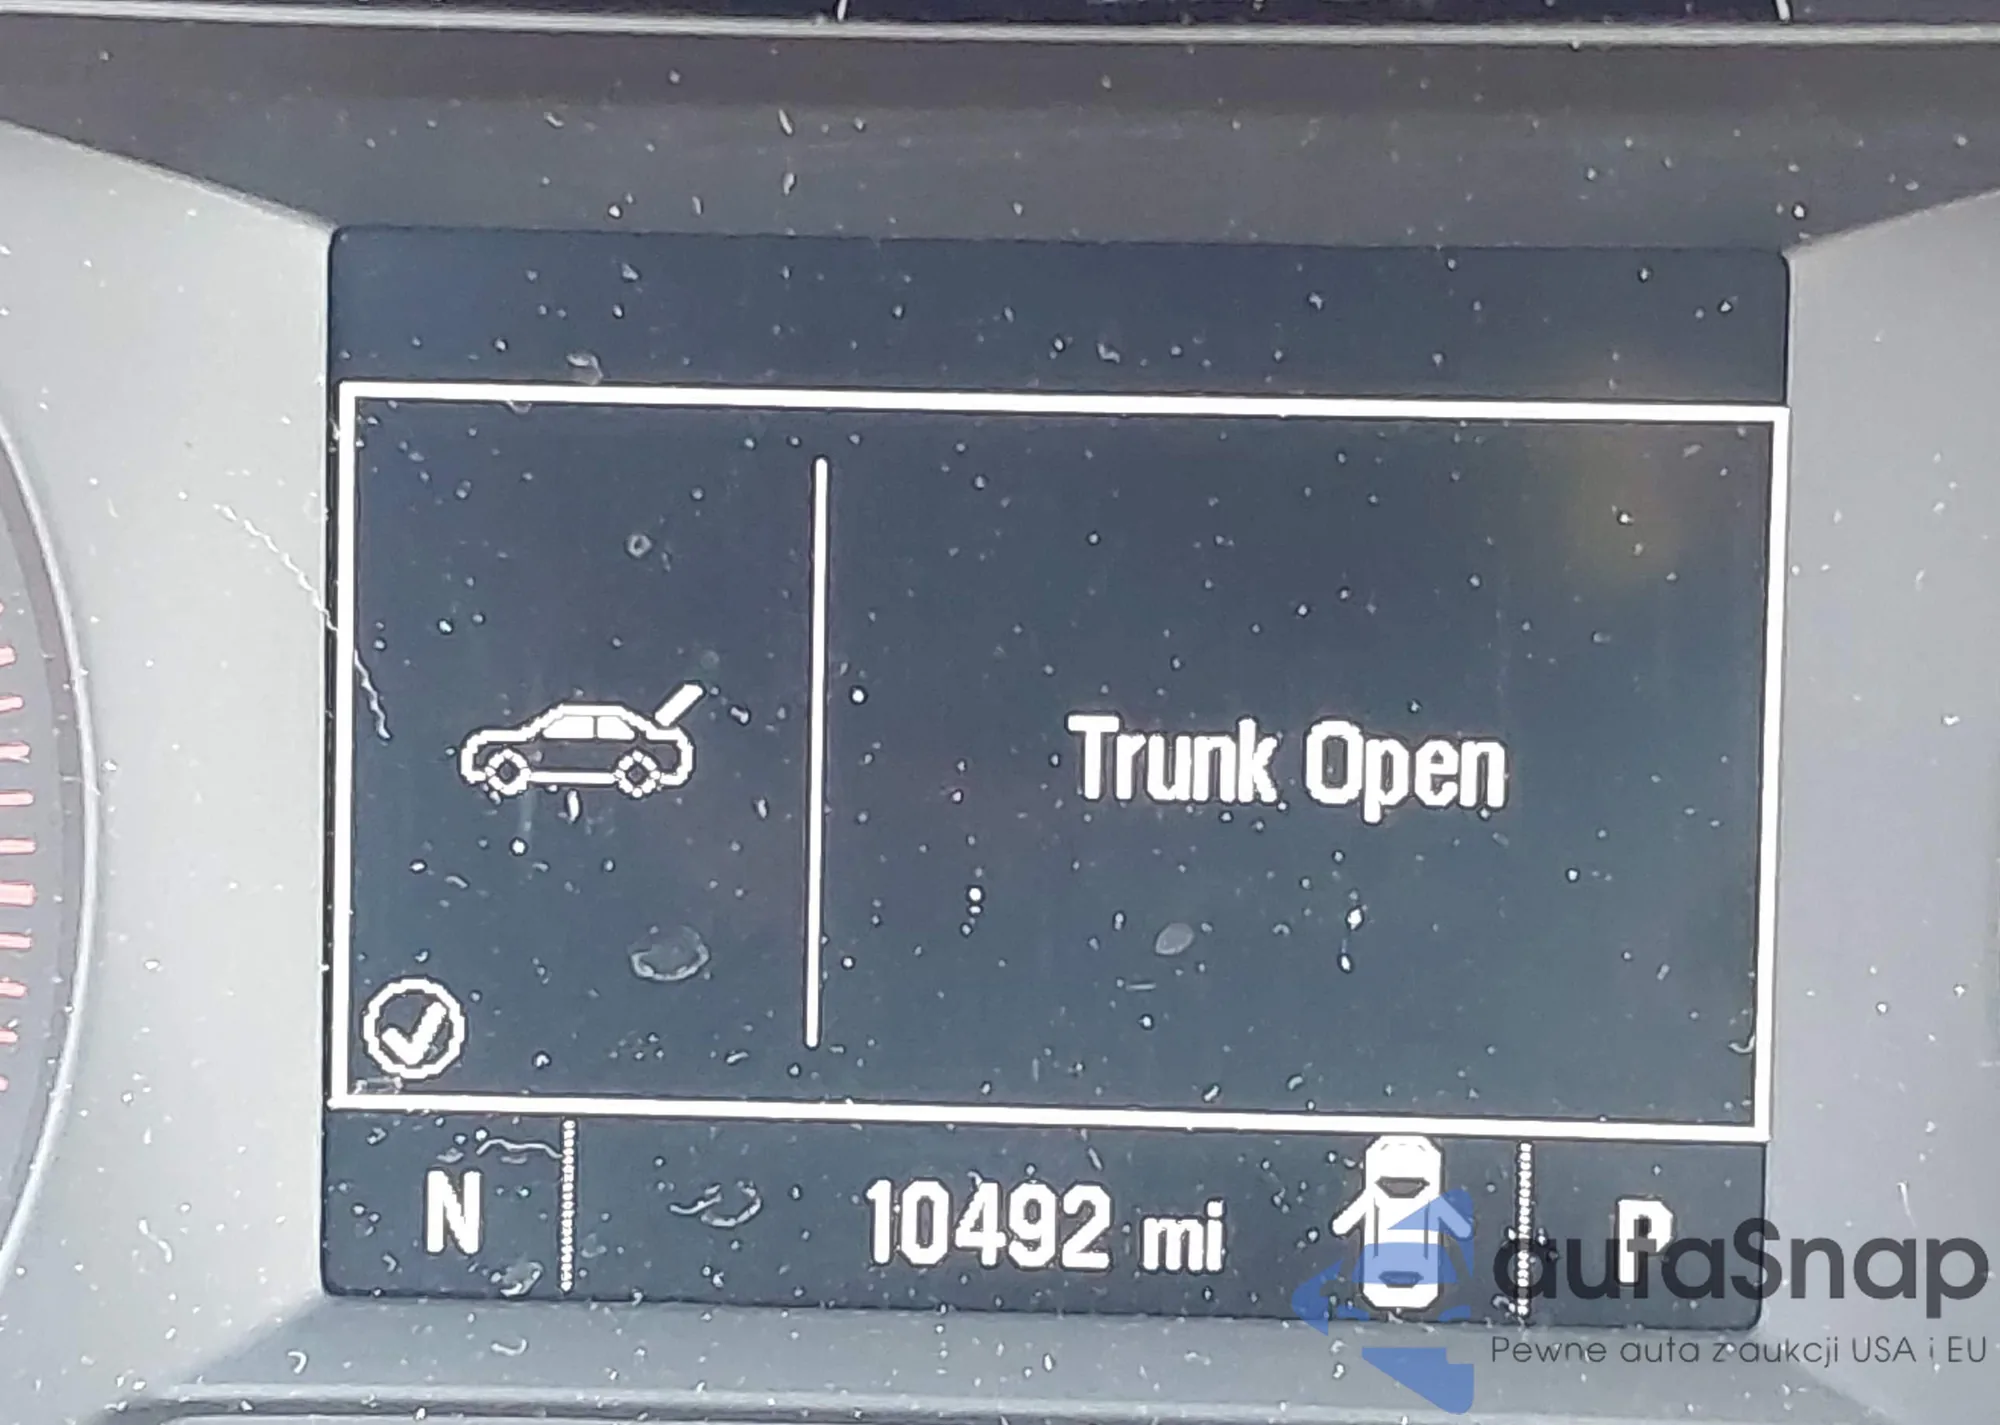 Trunk Open
N
10492 mi
P
autaSnap
Pewne auta z aukcji USA i EU